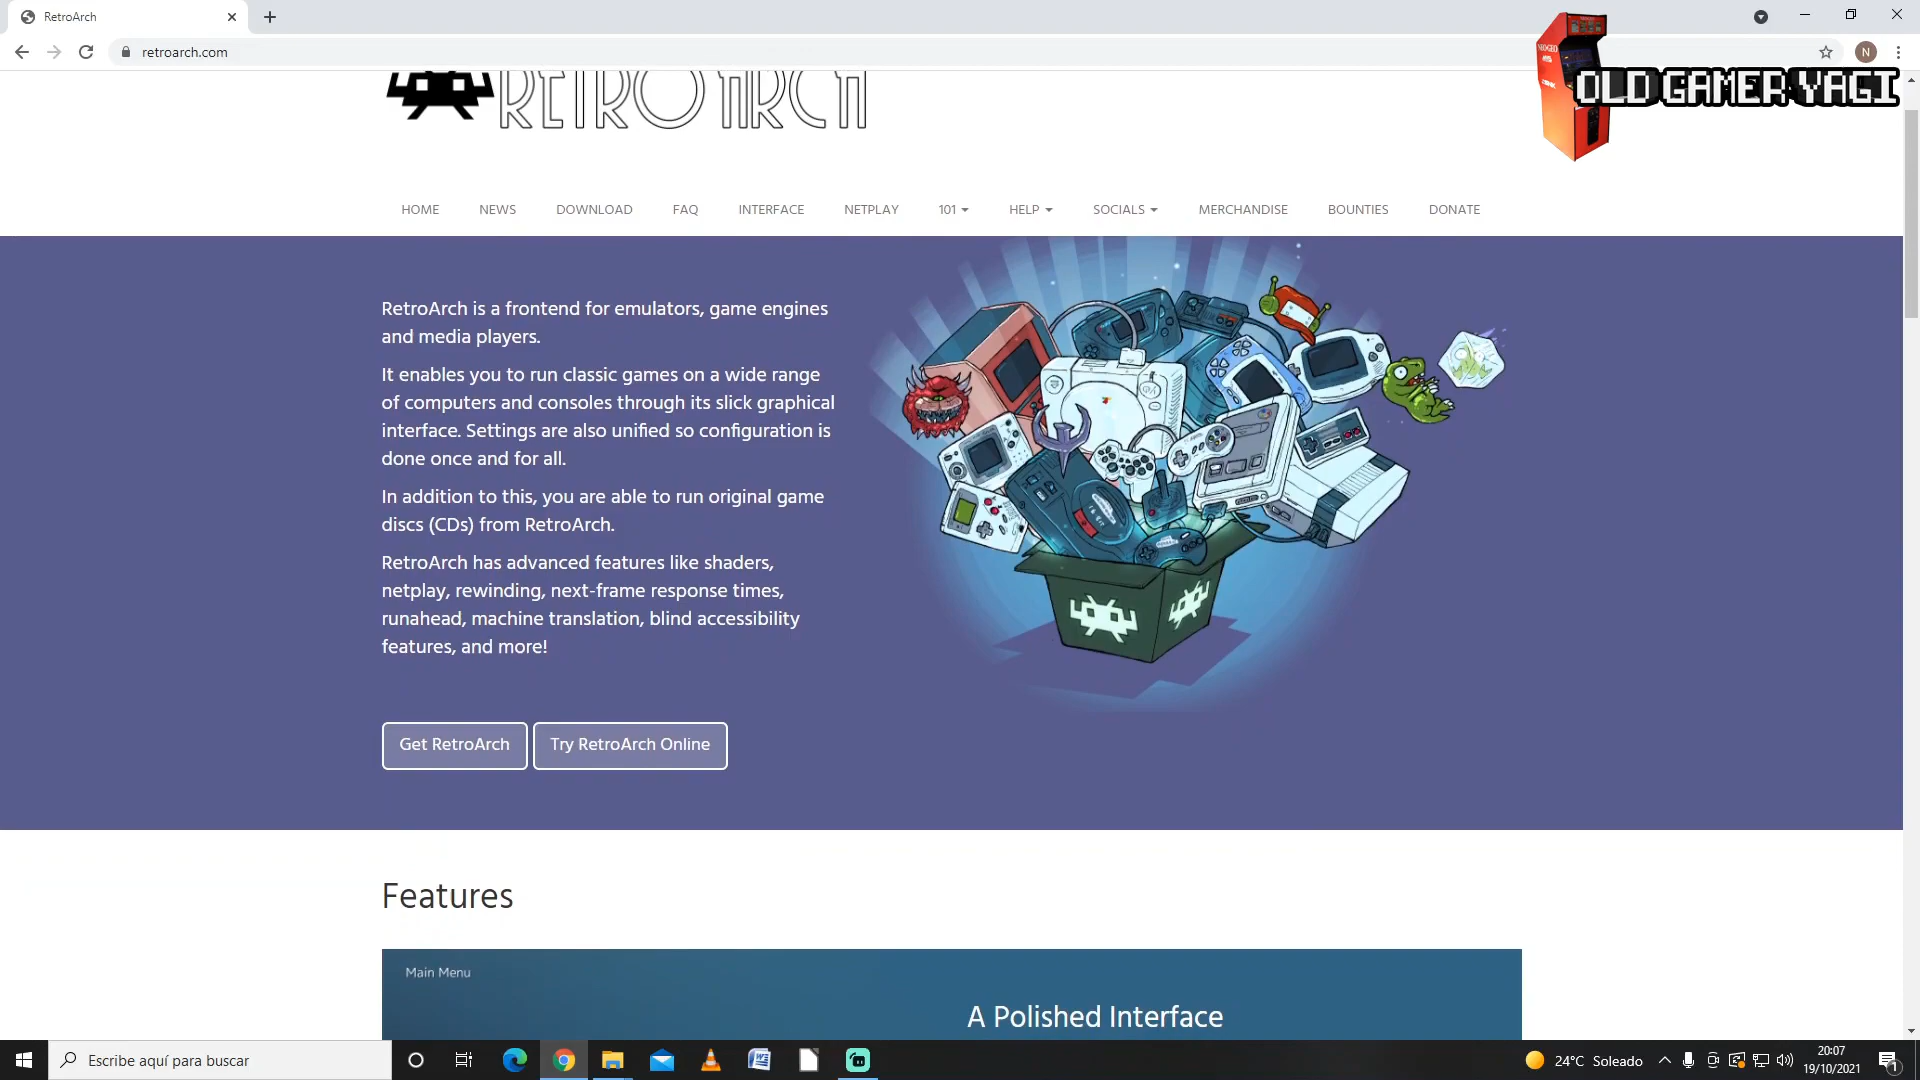 RetroArch
retroarch.com
N
OLD GAMER YAGI
RETROARCH
HOME NEWS DOWNLOAD FAQ INTERFACE NETPLAY 101 HELP SOCIALS MERCHANDISE BOUNTIES DONATE
RetroArch is a frontend for emulators, game engines
and media players.
It enables you to run classic games on a wide range
of computers and consoles through its slick graphical
interface. Settings are also unified so configuration is
done once and for all.
In addition to this, you are able to run original game
discs (CDs) from RetroArch.
RetroArch has advanced features like shaders,
netplay, rewinding, next-frame response times,
runahead, machine translation, blind accessibility
features, and more!
Get RetroArch Try RetroArch Online
Features
Main Menu
A Polished Interface
Escribe aquí para buscar
24°C Soleado
20:07
19/10/2021
1